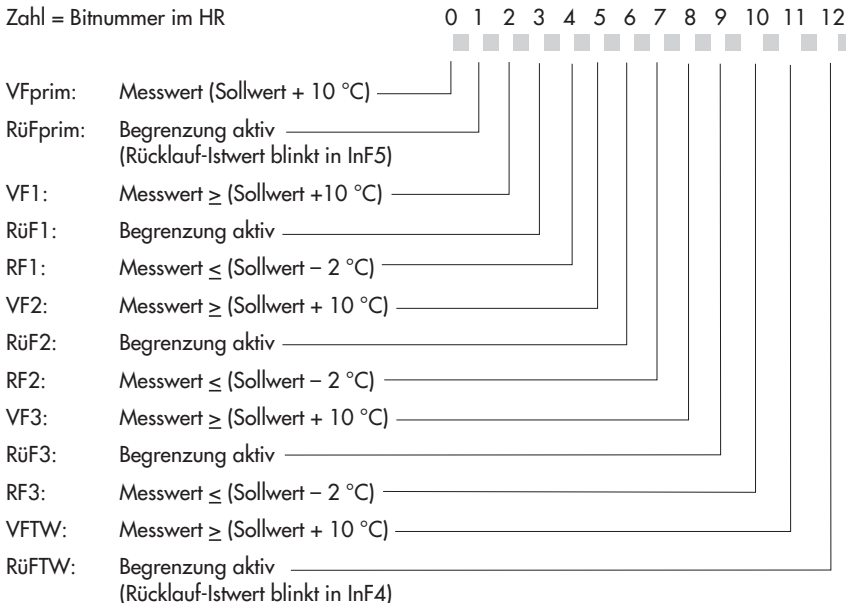 Zahl = Bitnummer im HR 0 1 2 3 4 5 6 7 8 9 10 11 12
VFprim: Messwert (Sollwert + 10 °C)
RüFprim: Begrenzung aktiv
(Rücklauf-Istwert blinkt in InF5)
VF1: Messwert ≥ (Sollwert +10 °C)
RüF1: Begrenzung aktiv
RF1: Messwert ≤ (Sollwert – 2 °C)
VF2: Messwert ≥ (Sollwert + 10 °C)
RüF2: Begrenzung aktiv
RF2: Messwert ≤ (Sollwert – 2 °C)
VF3: Messwert ≥ (Sollwert + 10 °C)
RüF3: Begrenzung aktiv
RF3: Messwert ≤ (Sollwert – 2 °C)
VFTW: Messwert ≥ (Sollwert + 10 °C)
RüFTW: Begrenzung aktiv
(Rücklauf-Istwert blinkt in InF4)